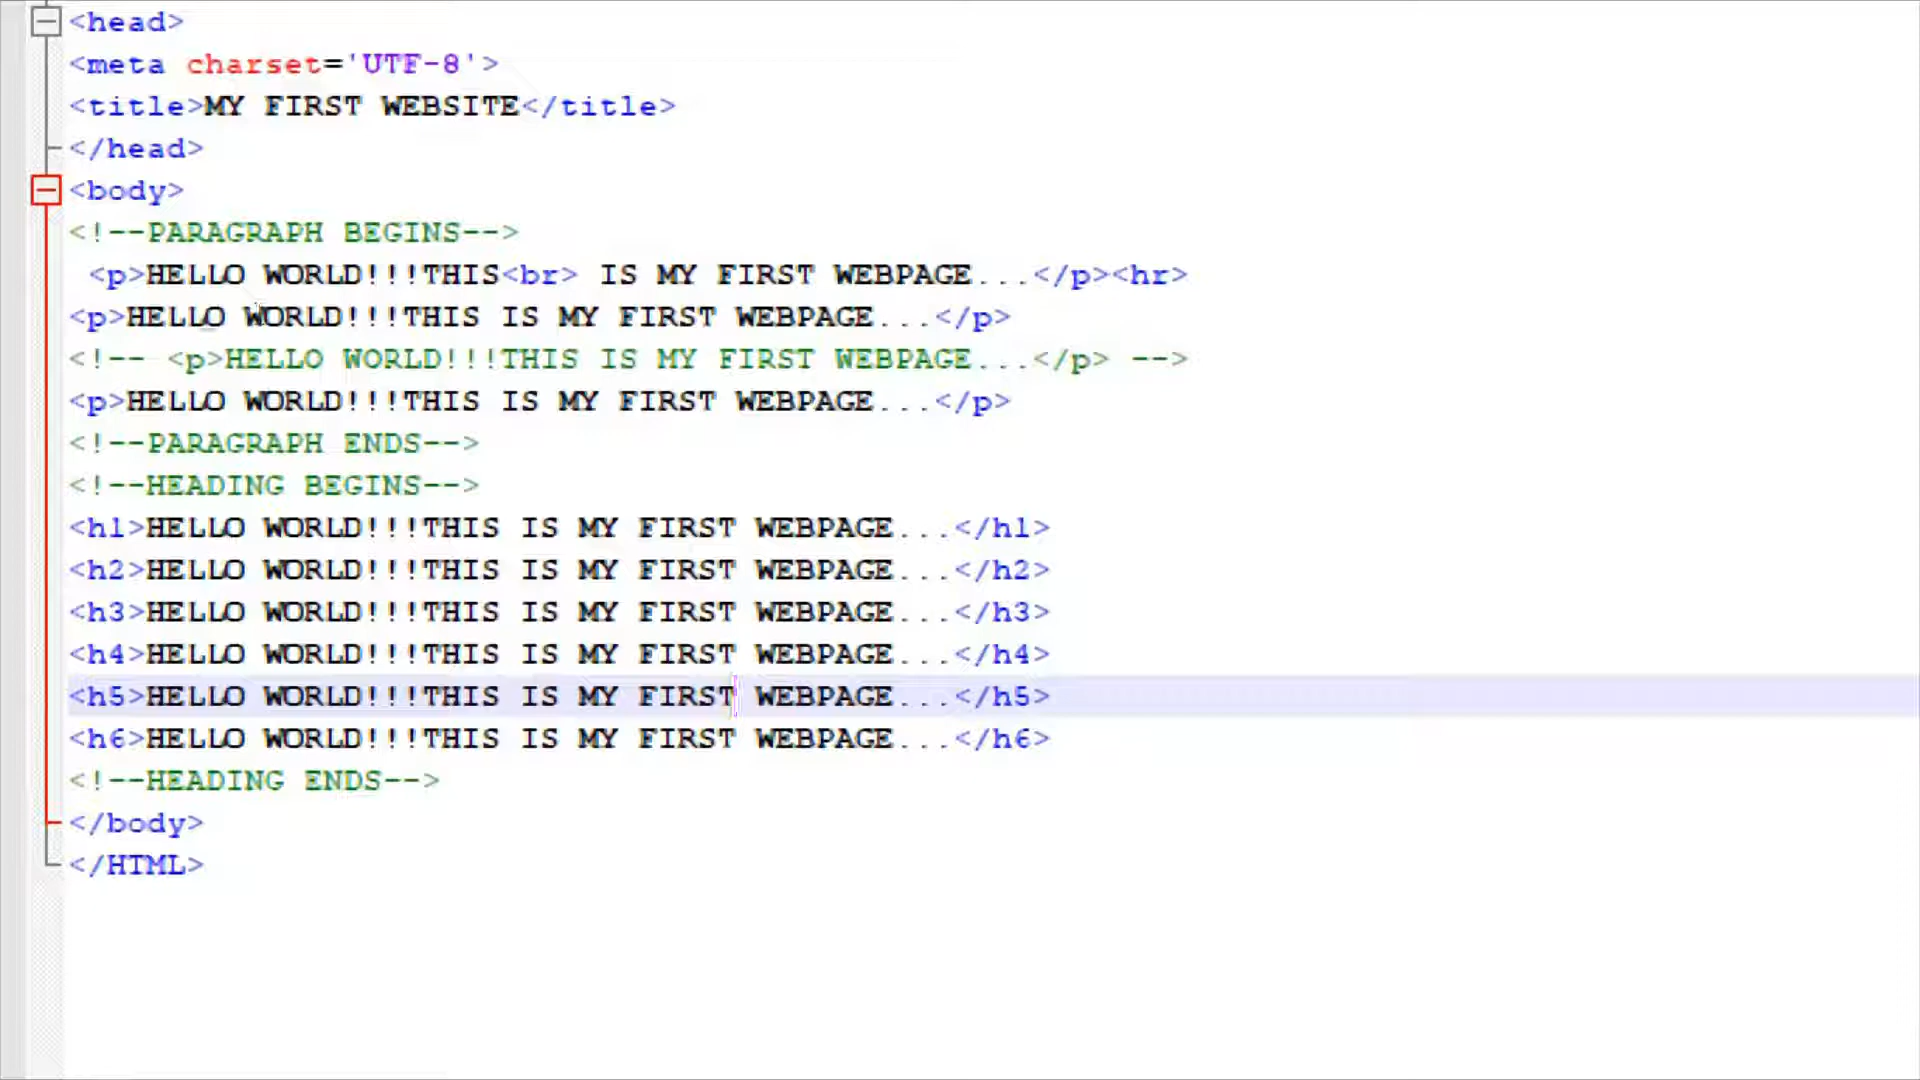 <head>
<meta charset='UTF-8'>
<title>MY FIRST WEBSITE</title>
</head>
<body>
<!--PARAGRAPH BEGINS-->
<p>HELLO WORLD!!!THIS<br> IS MY FIRST WEBPAGE...</p><hr>
<p>HELLO WORLD!!!THIS IS MY FIRST WEBPAGE...</p>
<!-- <p>HELLO WORLD!!!THIS IS MY FIRST WEBPAGE...</p> -->
<p>HELLO WORLD!!!THIS IS MY FIRST WEBPAGE...</p>
<!--PARAGRAPH ENDS-->
<!--HEADING BEGINS-->
<h1>HELLO WORLD!!!THIS IS MY FIRST WEBPAGE...</h1>
<h2>HELLO WORLD!!!THIS IS MY FIRST WEBPAGE...</h2>
<h3>HELLO WORLD!!!THIS IS MY FIRST WEBPAGE...</h3>
<h4>HELLO WORLD!!!THIS IS MY FIRST WEBPAGE...</h4>
<h5>HELLO WORLD!!!THIS IS MY FIRST WEBPAGE...</h5>
<h6>HELLO WORLD!!!THIS IS MY FIRST WEBPAGE...</h6>
<!--HEADING ENDS-->
</body>
</HTML>